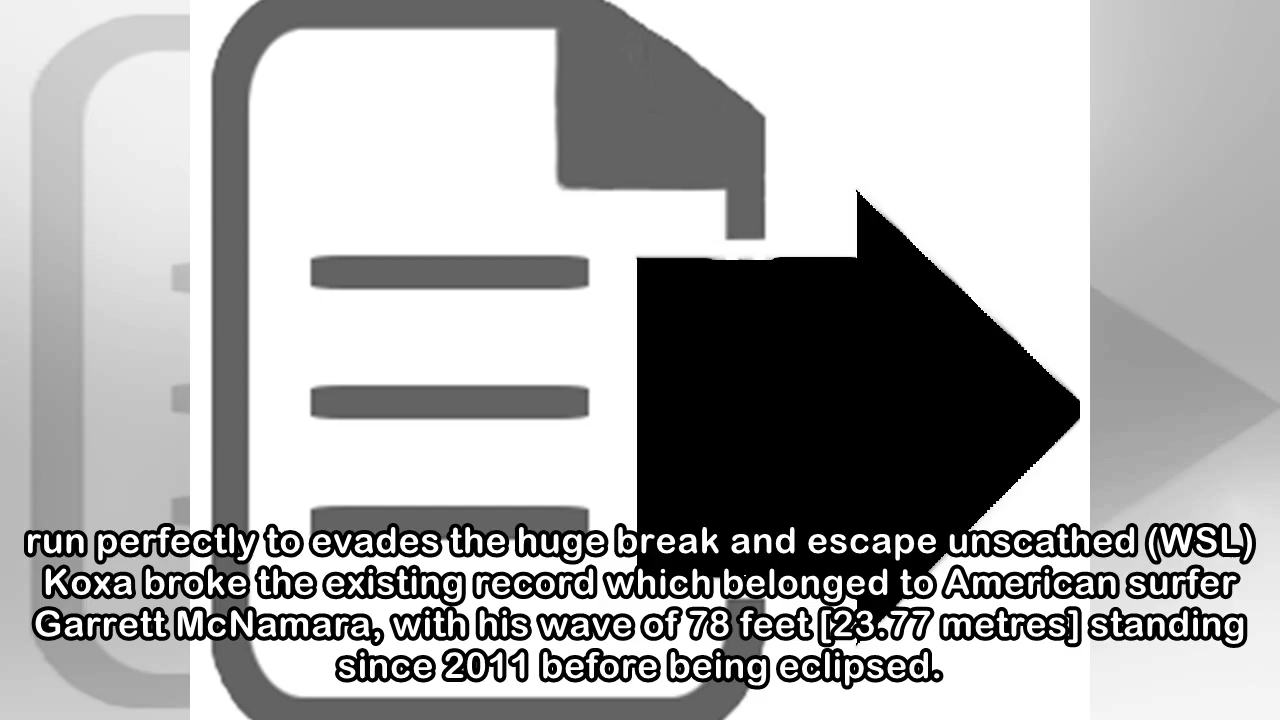 run perfectly to evades the huge break and escape unscathed (WSL)
Koxa broke the existing record which belonged to American surfer
Garrett McNamara, with his wave of 78 feet [23.77 metres] standing
since 2011 before being eclipsed.